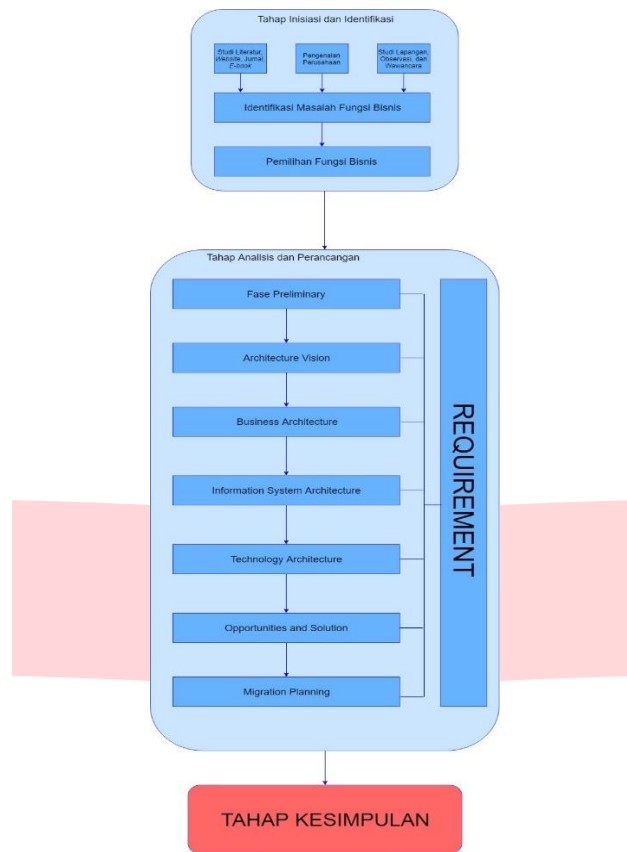 Tahap Inisiasi dan Identifikasi
Studi Literatur,
Website, Jurnal,
E-book
Pengenalan
Perusahaan
Studi Lapangan,
Observasi, dan
Wawancara
Identifikasi Masalah Fungsi Bisnis
Pemilihan Fungsi Bisnis
Tahap Analisis dan Perancangan
Fase Preliminary
Architecture Vision
Business Architecture
Information System Architecture
Technology Architecture
Opportunities and Solution
Migration Planning
REQUIREMENT
TAHAP KESIMPULAN